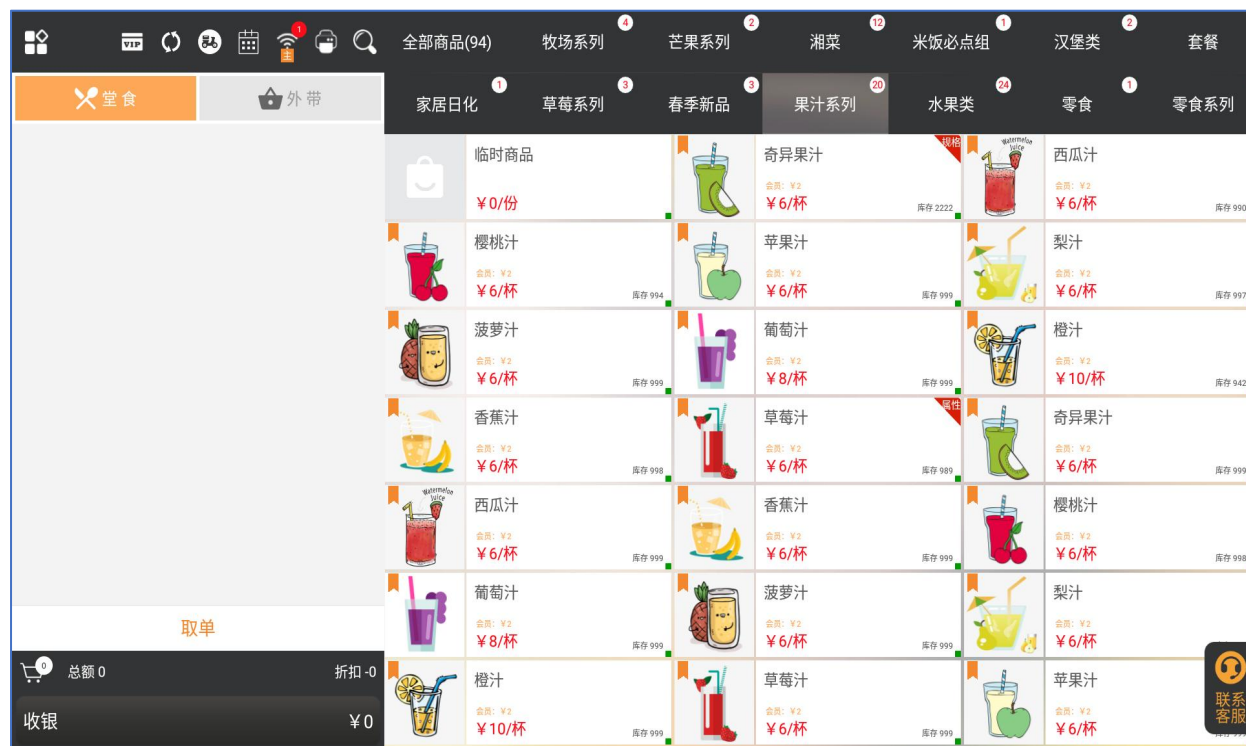 VIP
1
主
堂食
外带
取单
0
总额 0
折扣 -0
收银
￥0
全部商品(94)
牧场系列
4
芒果系列
2
湘菜
12
米饭必点组
1
汉堡类
2
套餐
家居日化
1
草莓系列
3
春季新品
3
果汁系列
20
水果类
24
零食
1
零食系列
临时商品
￥0/份
奇异果汁
规格
会员：￥2
￥6/杯
库存 2222
Watermelon
Juice
西瓜汁
会员：￥2
￥6/杯
库存 990
樱桃汁
会员：￥2
￥6/杯
库存 994
苹果汁
会员：￥2
￥6/杯
库存 999
梨汁
会员：￥2
￥6/杯
库存 997
菠萝汁
会员：￥2
￥6/杯
库存 999
葡萄汁
会员：￥2
￥8/杯
库存 999
橙汁
会员：￥2
￥10/杯
库存 942
香蕉汁
会员：￥2
￥6/杯
库存 998
草莓汁
属性
会员：￥2
￥6/杯
库存 989
奇异果汁
会员：￥2
￥6/杯
库存 999
Watermelon
Juice
西瓜汁
会员：￥2
￥6/杯
库存 999
香蕉汁
会员：￥2
￥6/杯
库存 999
樱桃汁
会员：￥2
￥6/杯
库存 998
葡萄汁
会员：￥2
￥8/杯
库存 999
菠萝汁
会员：￥2
￥6/杯
库存 999
梨汁
会员：￥2
￥6/杯
橙汁
会员：￥2
￥10/杯
库存 999
草莓汁
会员：￥2
￥6/杯
库存 999
苹果汁
会员：￥2
￥6/杯
联系
客服